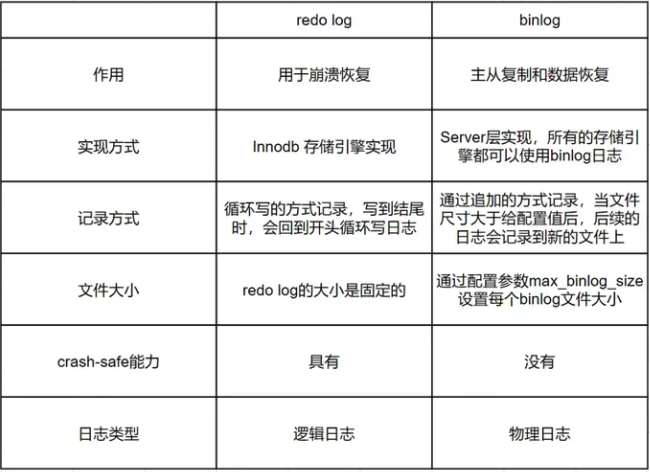 redo log
binlog
作用
用于崩溃恢复
主从复制和数据恢复
实现方式
Innodb 存储引擎实现
Server层实现，所有的存储引
擎都可以使用binlog日志
记录方式
循环写的方式记录，写到结尾
时，会回到开头循环写日志
通过追加的方式记录，当文件
尺寸大于给配置值后，后续的
日志会记录到新的文件上
文件大小
redo log的大小是固定的
通过配置参数max_binlog_size
设置每个binlog文件大小
crash-safe能力
具有
没有
日志类型
逻辑日志
物理日志